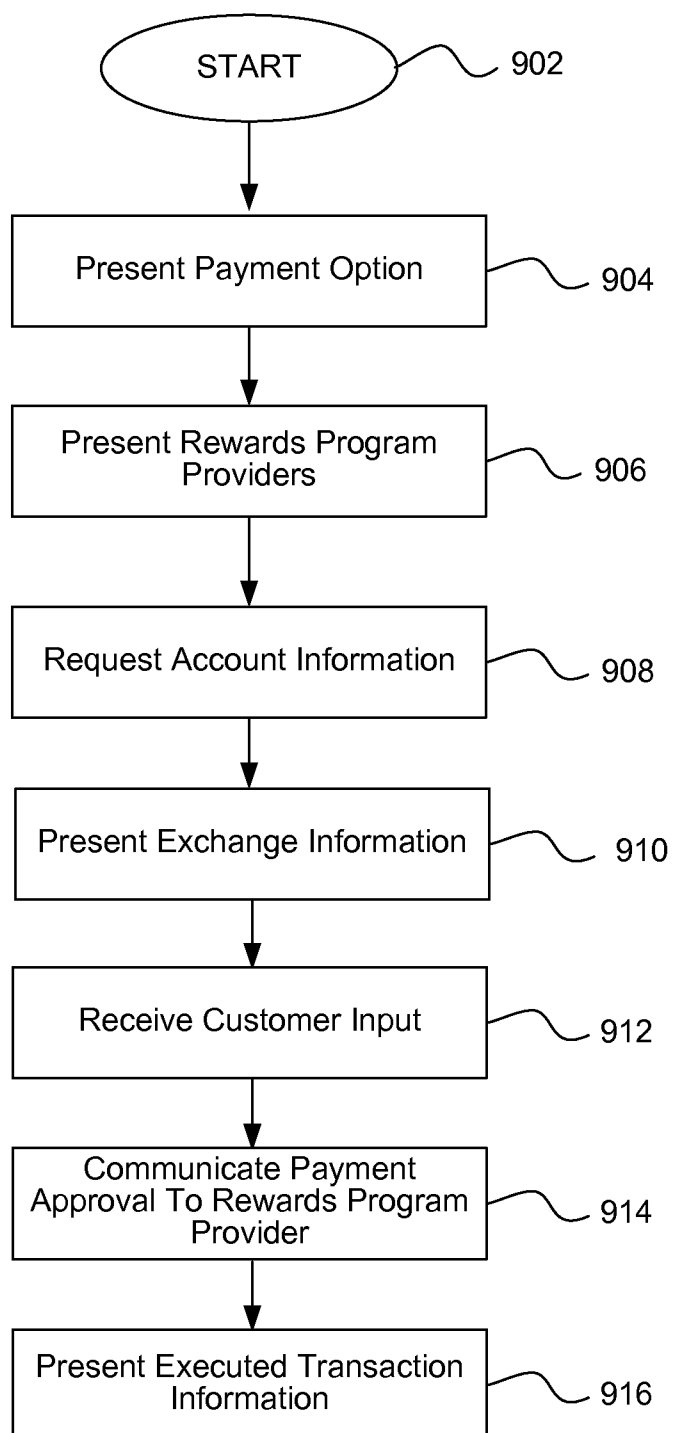 START
902
Present Payment Option
904
Present Rewards Program
Providers
906
Request Account Information
908
Present Exchange Information
910
Receive Customer Input
912
Communicate Payment
Approval To Rewards Program
Provider
914
Present Executed Transaction
Information
916